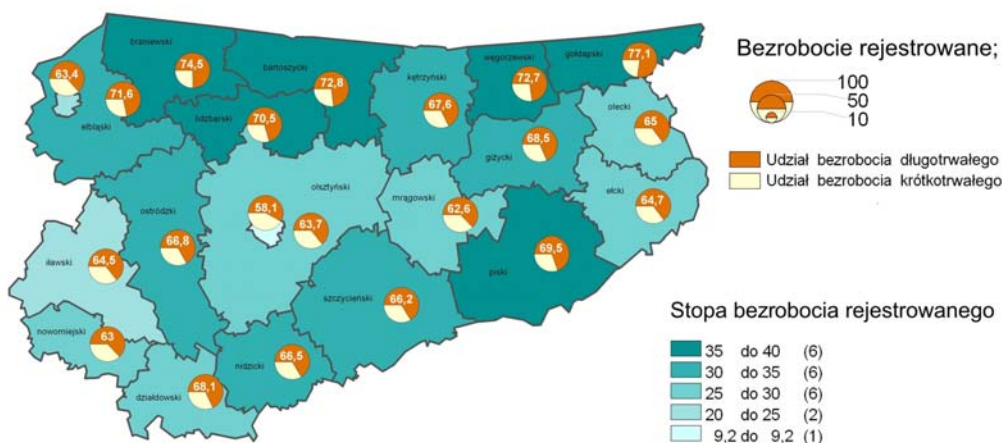 Bezrobocie rejestrowane;
100
50
10
Udział bezrobocia długotrwałego
Udział bezrobocia krótkotrwałego
braniewski
74,5
bartoszycki
72,8
węgorzewski
72,7
gołdapski
77,1
63,4
71,6
elbląski
lidzbarski
70,5
kętrzyński
67,6
giżycki
68,5
olecki
65
ełcki
64,7
ostródzki
66,8
olsztyński
58,1
63,7
mrągowski
62,6
piski
69,5
iławski
64,5
szczycieński
66,2
nowomiejski
63
nidzicki
66,5
działdowski
68,1
Stopa bezrobocia rejestrowanego
35 do 40 (6)
30 do 35 (6)
25 do 30 (6)
20 do 25 (2)
9,2 do 9,2 (1)